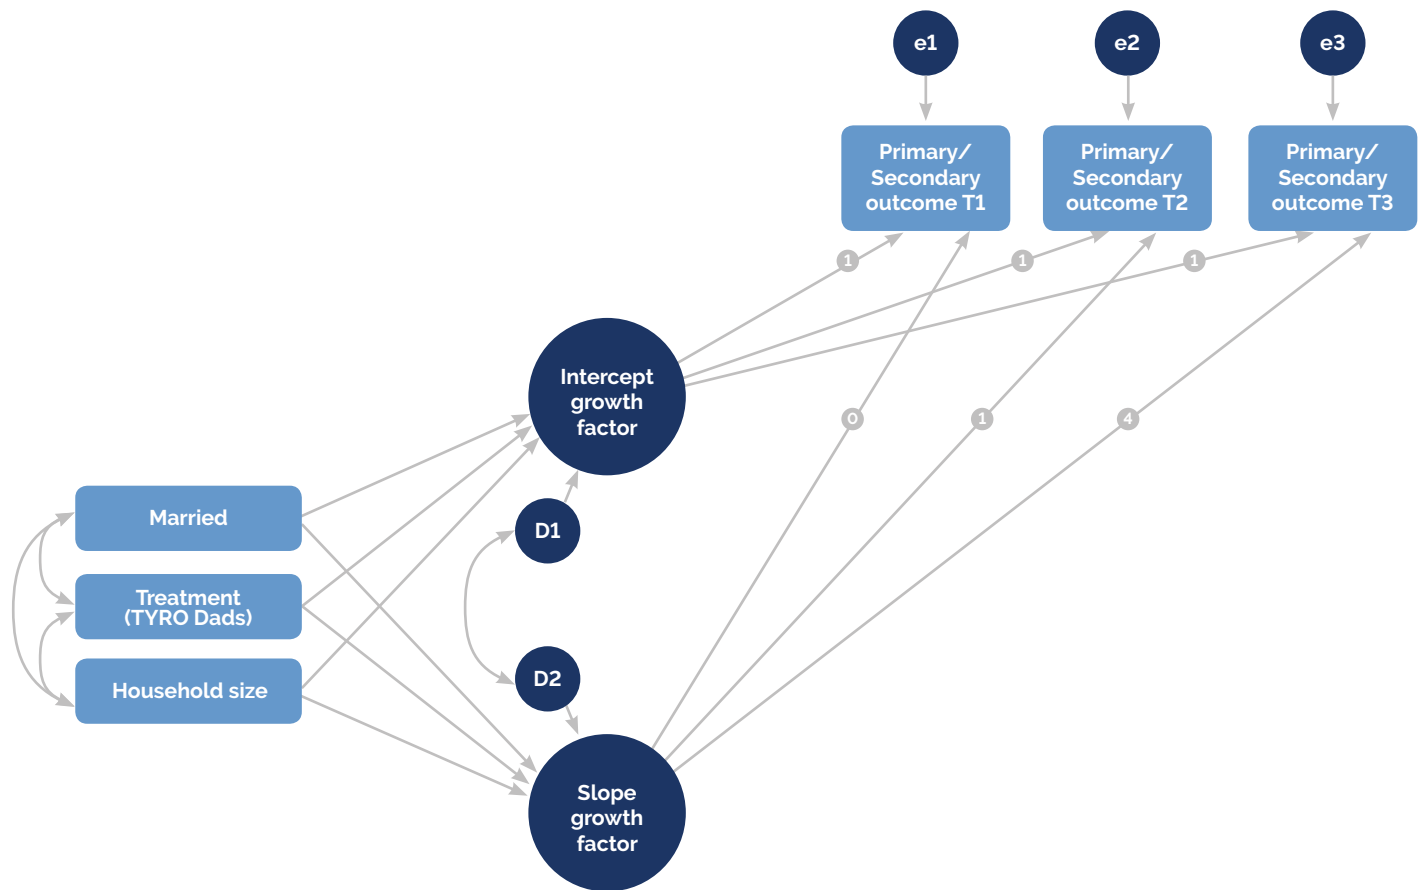 e1
e2
e3
Primary/
Secondary
outcome T1
Primary/
Secondary
outcome T2
Primary/
Secondary
outcome T3
1
1
1
Intercept
growth
factor
0
1
4
Married
D1
Treatment
(TYRO Dads)
Household size
D2
Slope
growth
factor